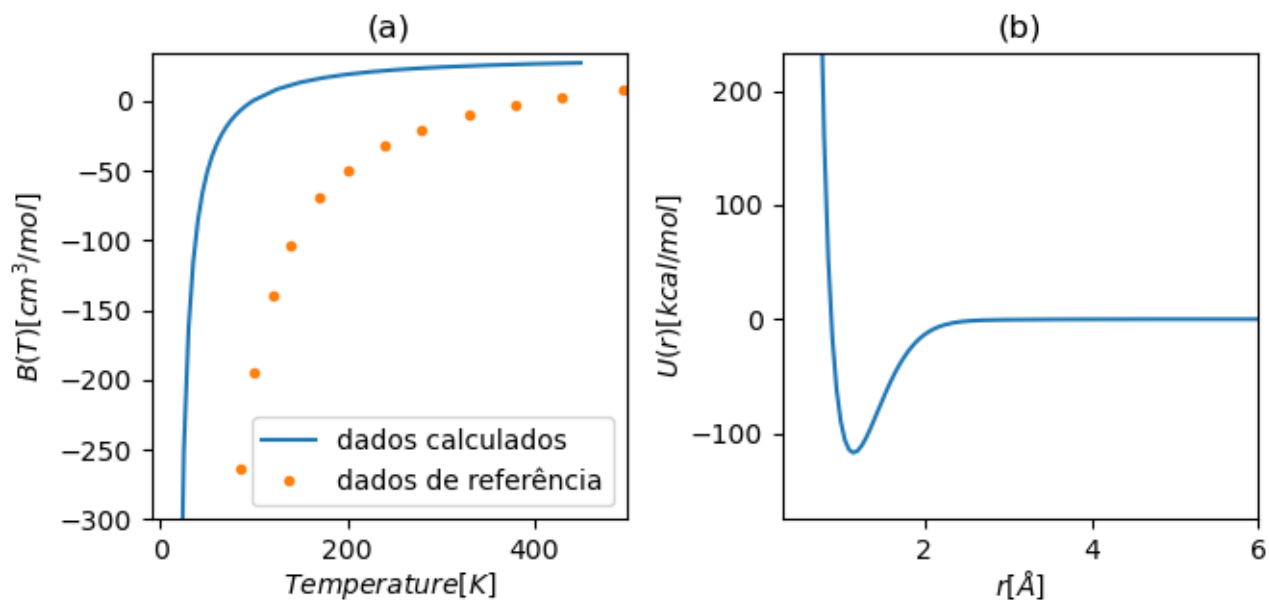 (a)
B(T)[cm³/mol]
0
−50
−100
−150
−200
−250
−300
dados calculados
dados de referência
0
200
400
Temperature[K]
(b)
U(r)[kcal/mol]
200
100
0
−100
2
4
6
r[Å]